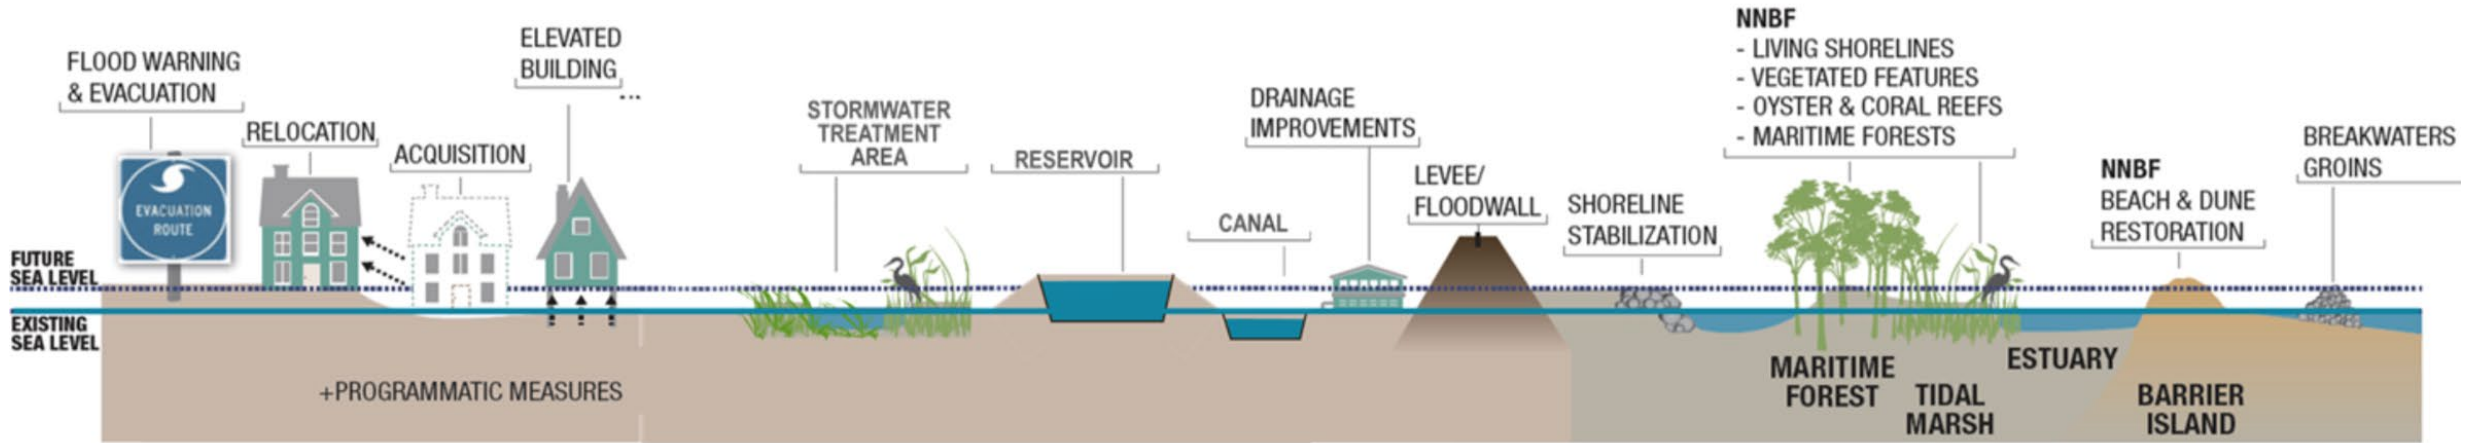 FLOOD WARNING
& EVACUATION
EVACUATION
ROUTE
RELOCATION
ACQUISITION
ELEVATED
BUILDING
...
STORMWATER
TREATMENT
AREA
RESERVOIR
CANAL
DRAINAGE
IMPROVEMENTS
LEVEE/
FLOODWALL
SHORELINE
STABILIZATION
NNBF
- LIVING SHORELINES
- VEGETATED FEATURES
- OYSTER & CORAL REEFS
- MARITIME FORESTS
NNBF
BEACH & DUNE
RESTORATION
BREAKWATERS
GROINS
FUTURE
SEA LEVEL
EXISTING
SEA LEVEL
+PROGRAMMATIC MEASURES
MARITIME
FOREST
TIDAL
MARSH
ESTUARY
BARRIER
ISLAND